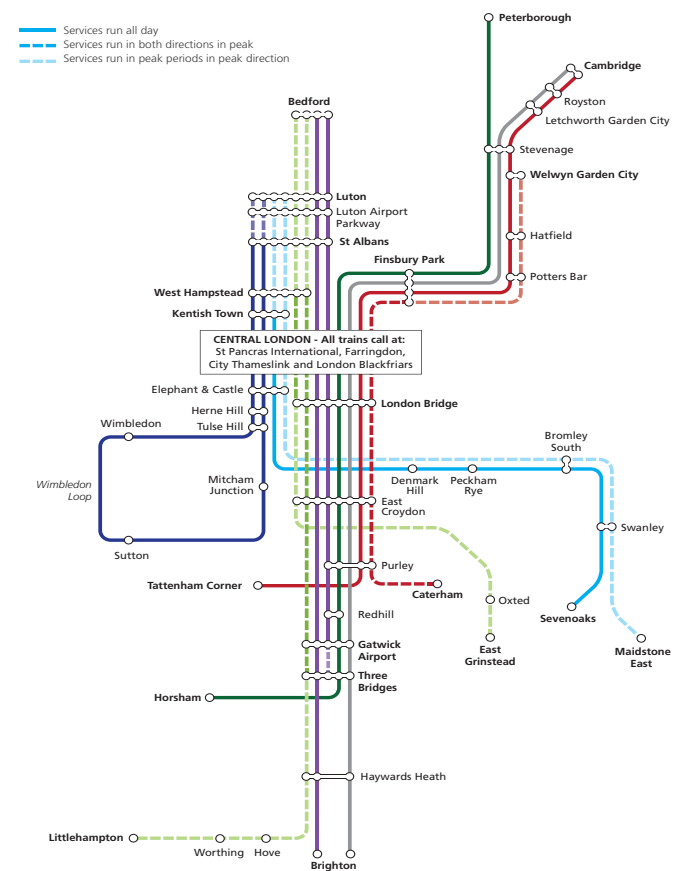 Services run all day
Services run in both directions in peak
Services run in peak periods in peak direction
Peterborough
Cambridge
Royston
Letchworth Garden City
Bedford
Stevenage
Welwyn Garden City
Luton
Luton Airport
Parkway
St Albans
Hatfield
Finsbury Park
Potters Bar
West Hampstead
Kentish Town
CENTRAL LONDON - All trains call at:
St Pancras International, Farringdon,
City Thameslink and London Blackfriars
Elephant & Castle
London Bridge
Herne Hill
Tulse Hill
Wimbledon
Bromley
South
Wimbledon
Loop
Mitcham
Junction
Denmark
Hill
Peckham
Rye
East
Croydon
Swanley
Sutton
Purley
Tattenham Corner
Caterham
Oxted
Sevenoaks
Redhill
Gatwick
Airport
East
Grinstead
Maidstone
East
Three
Bridges
Horsham
Haywards Heath
Littlehampton
Worthing
Hove
Brighton